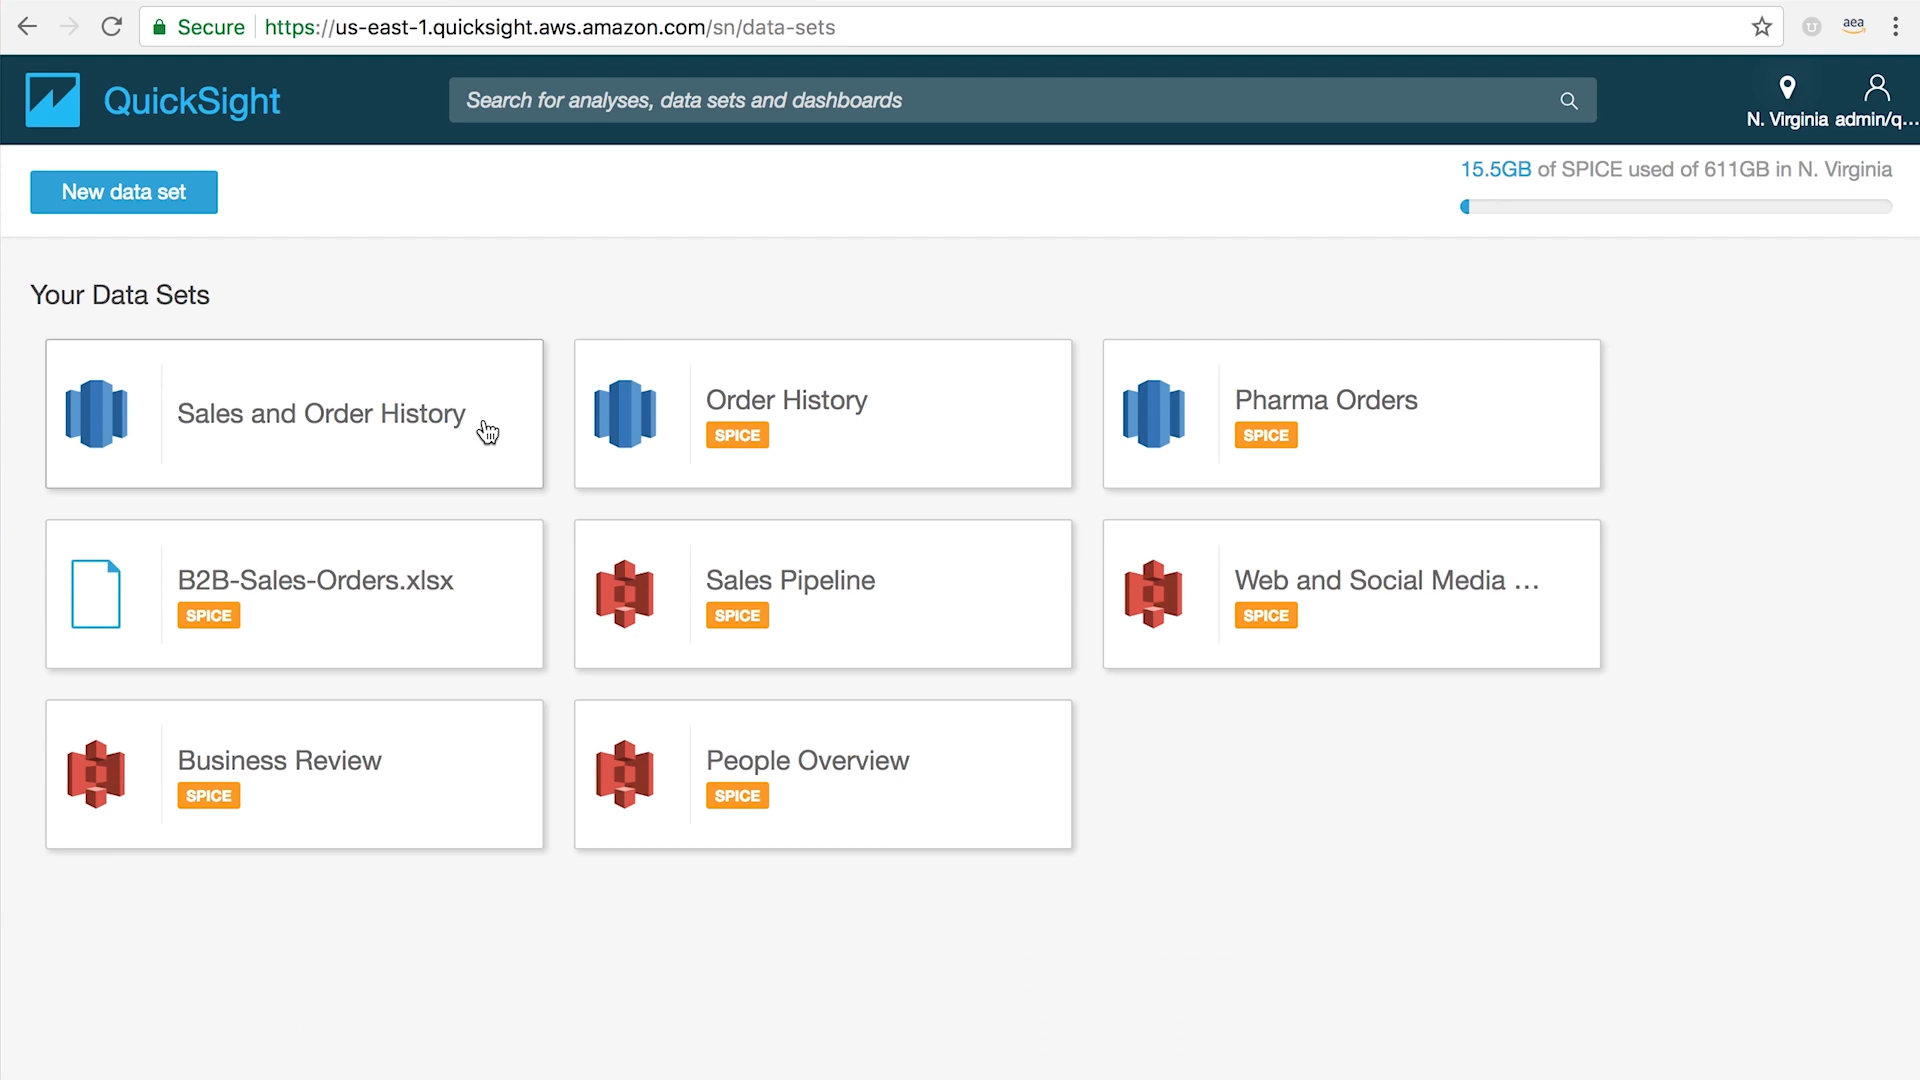 Secure https://us-east-1.quicksight.aws.amazon.com/sn/data-sets
aea
QuickSight
Search for analyses, data sets and dashboards
N. Virginia admin/q...
New data set
15.5GB of SPICE used of 611GB in N. Virginia
Your Data Sets
Sales and Order History
Order History
SPICE
Pharma Orders
SPICE
B2B-Sales-Orders.xlsx
SPICE
Sales Pipeline
SPICE
Web and Social Media ...
SPICE
Business Review
SPICE
People Overview
SPICE